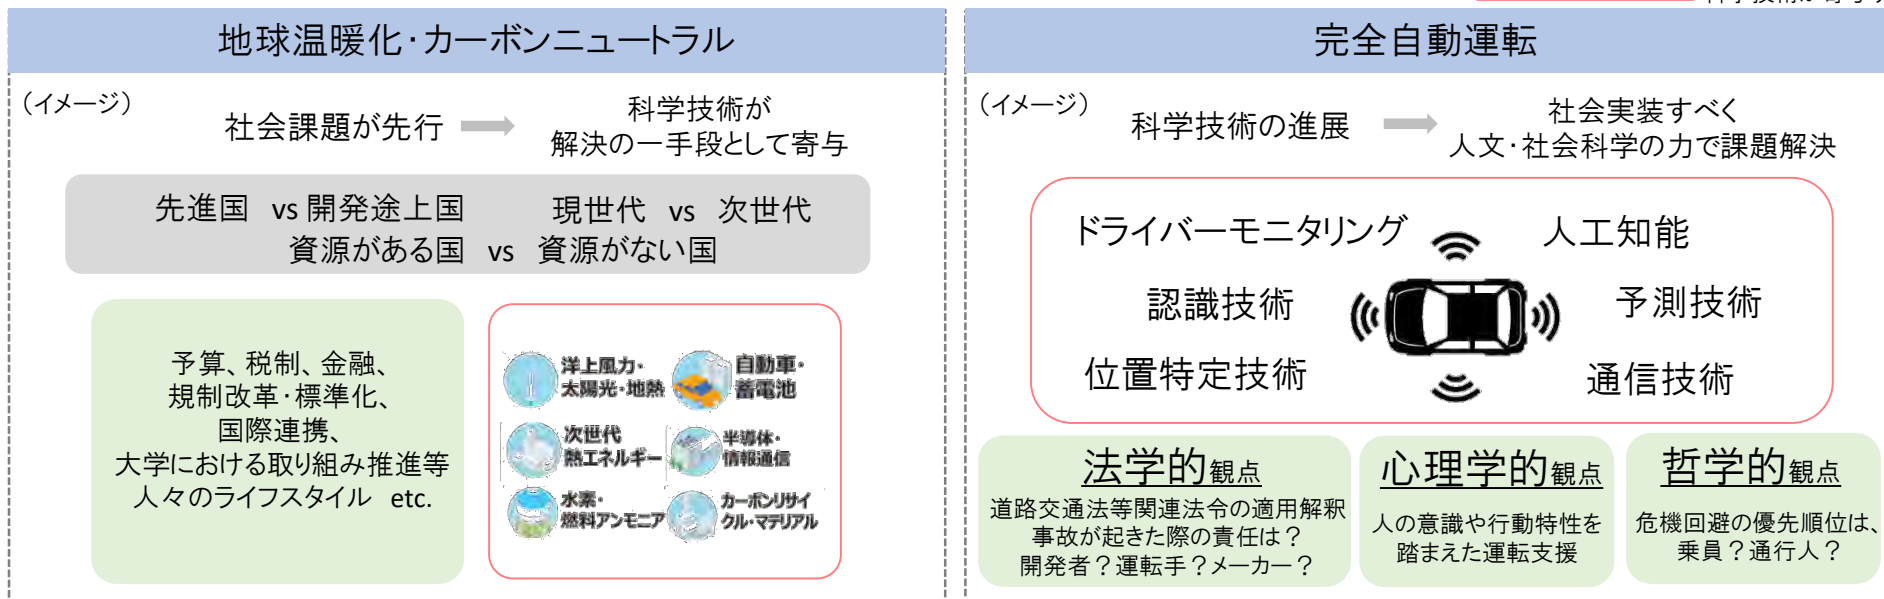 地球温暖化・カーボンニュートラル
（イメージ）
社会課題が先行
科学技術が
解決の一手段として寄与
先進国 vs 開発途上国 現世代 vs 次世代
資源がある国 vs 資源がない国
予算、税制、金融、
規制改革・標準化、
国際連携、
大学における取り組み推進等
人々のライフスタイル etc.
洋上風力・
太陽光・地熱
自動車・
蓄電池
次世代
熱エネルギー
半導体・
情報通信
水素・
燃料アンモニア
カーボンリサイ
クル・マテリアル
完全自動運転
（イメージ）
科学技術の進展
社会実装すべく
人文・社会科学の力で課題解決
ドライバーモニタリング
人工知能
認識技術
予測技術
位置特定技術
通信技術
法学的観点
道路交通法等関連法令の適用解釈
事故が起きた際の責任は？
開発者？運転手？メーカー？
心理学的観点
人の意識や行動特性を
踏まえた運転支援
哲学的観点
危機回避の優先順位は、
乗員？通行人？